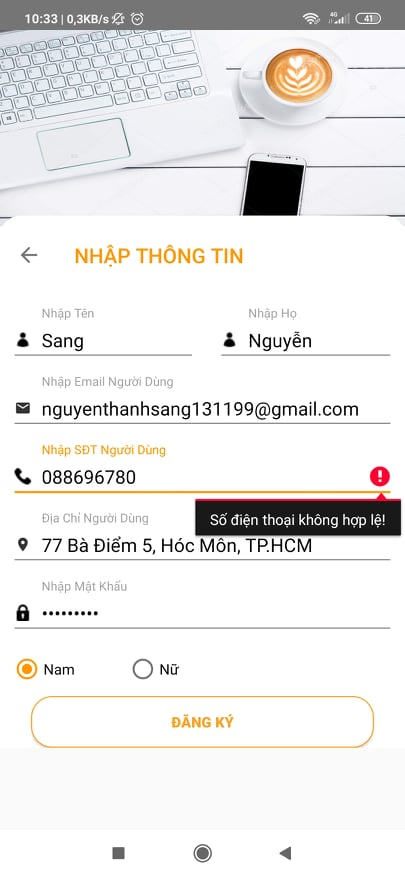 10:33 | 0,3KB/s
4G
41
NHẬP THÔNG TIN
Nhập Tên
Nhập Họ
Sang
Nguyễn
Nhập Email Người Dùng
nguyenthanhsang131199@gmail.com
Nhập SĐT Người Dùng
088696780
Địa Chỉ Người Dùng
Số điện thoại không hợp lệ!
77 Bà Điểm 5, Hóc Môn, TP.HCM
Nhập Mật Khẩu
•••••••••
Nam
Nữ
ĐĂNG KÝ